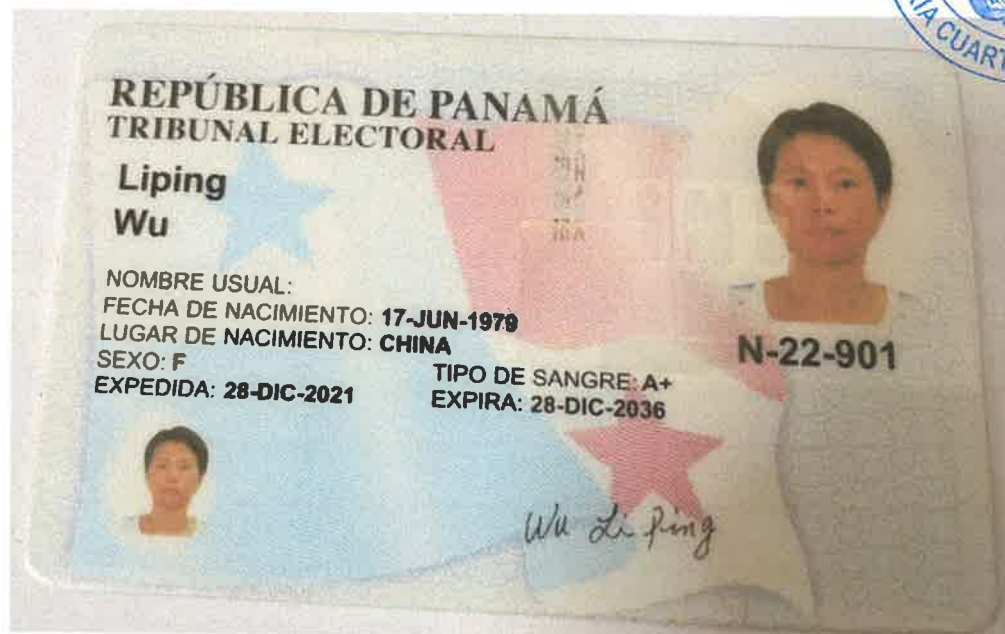 REPÚBLICA DE PANAMÁ
TRIBUNAL ELECTORAL
Liping
Wu
NOMBRE USUAL:
FECHA DE NACIMIENTO: 17-JUN-1979
LUGAR DE NACIMIENTO: CHINA
SEXO: F
TIPO DE SANGRE: A+
EXPEDIDA: 28-DIC-2021
EXPIRA: 28-DIC-2036
N-22-901
Wu Li Ping